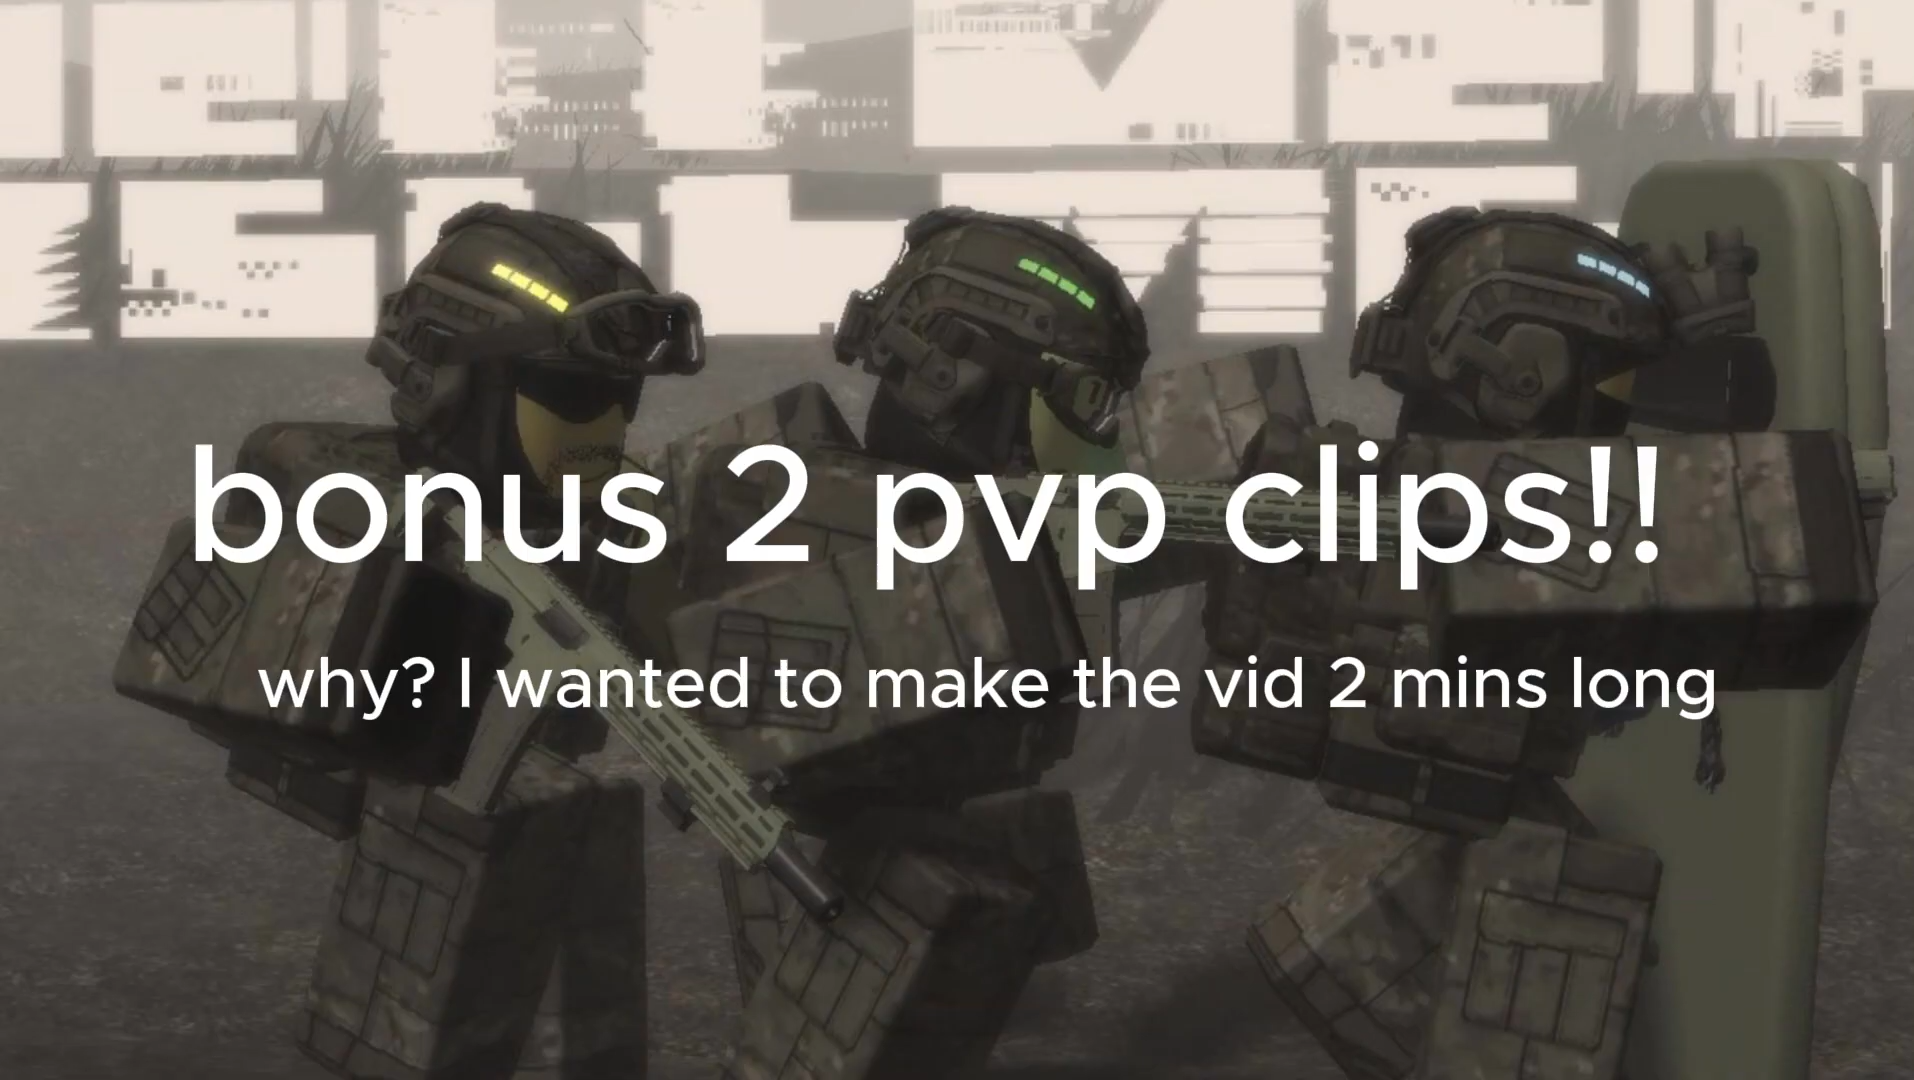 bonus 2 pvp clips!!
why? I wanted to make the vid 2 mins long